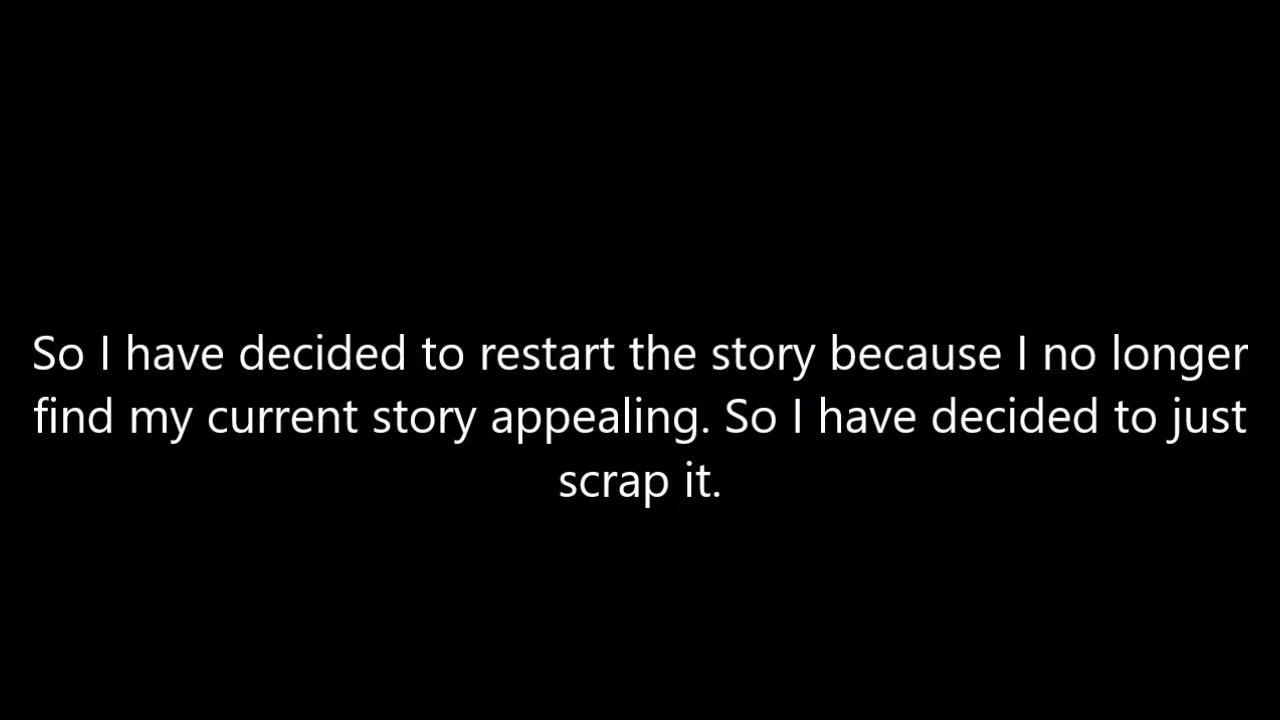 So I have decided to restart the story because I no longer
find my current story appealing. So I have decided to just
scrap it.